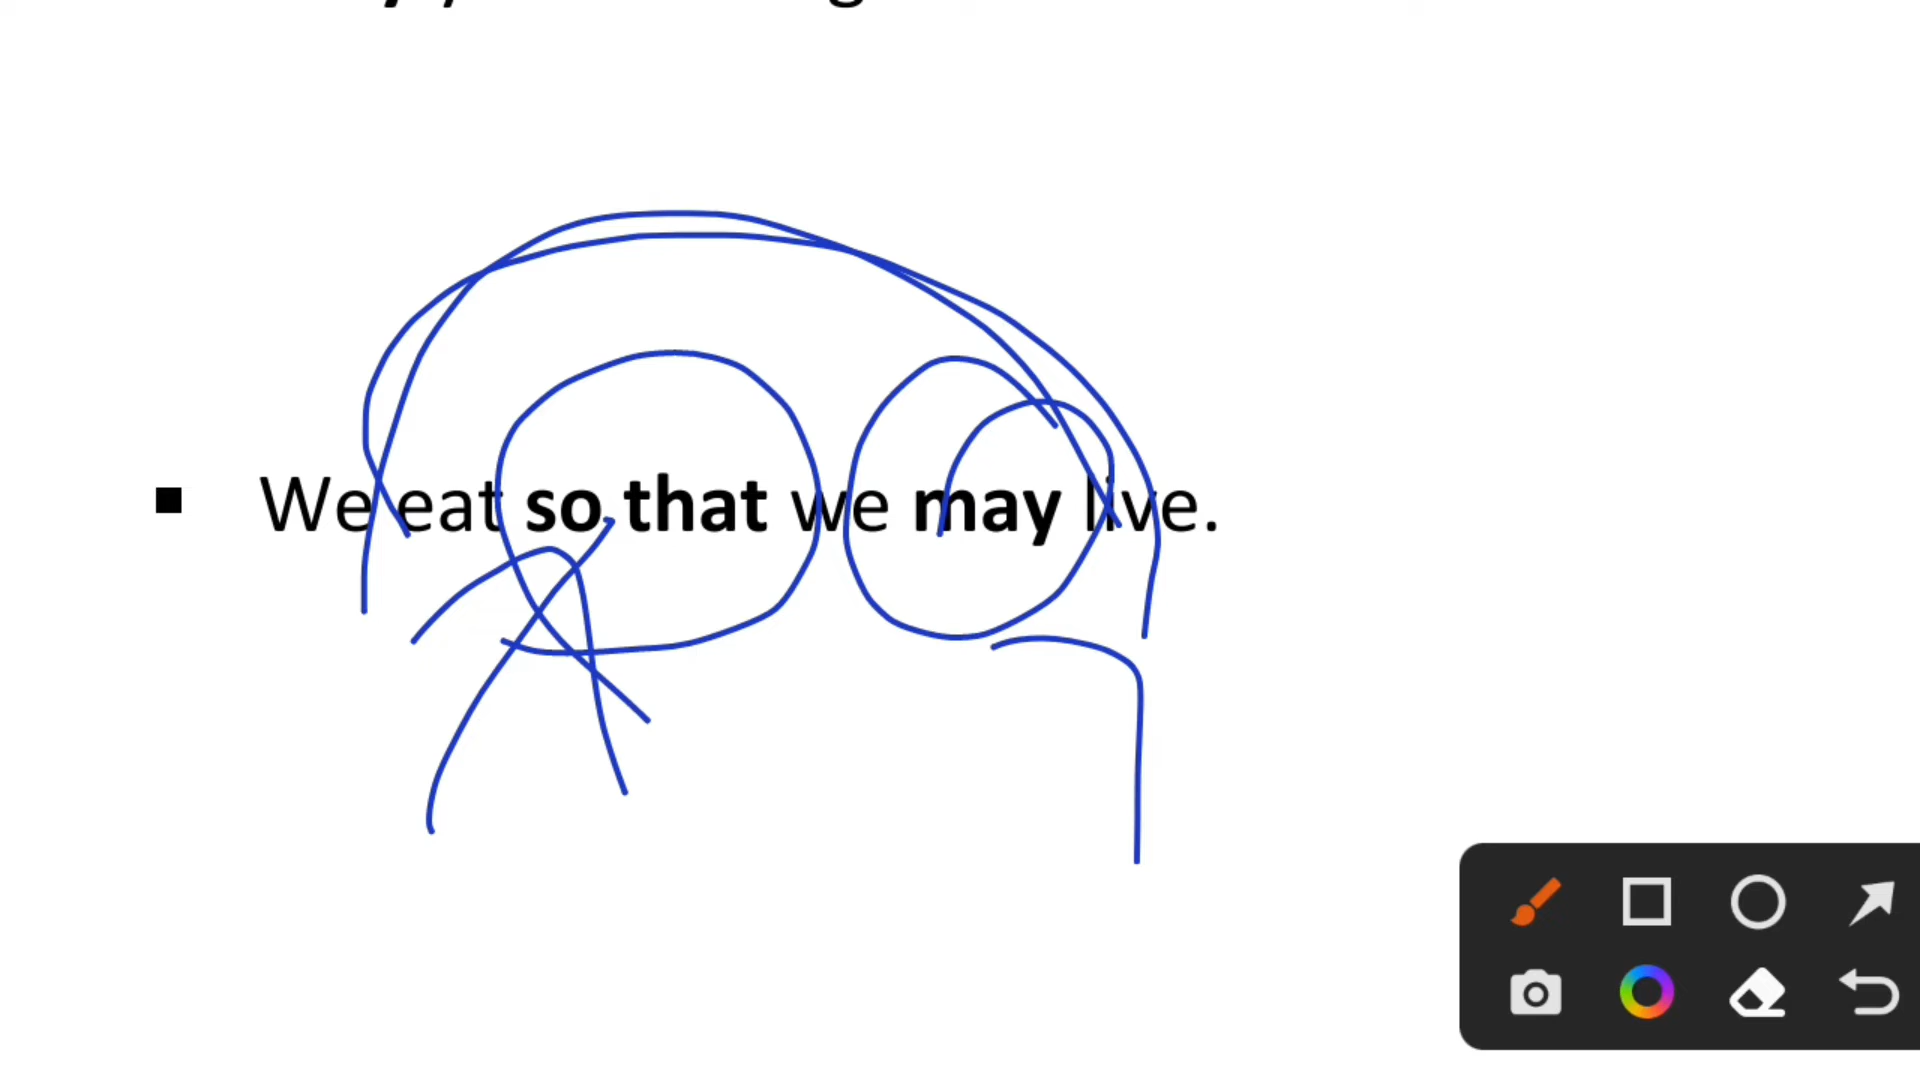 ▪ We eat so that we may live.